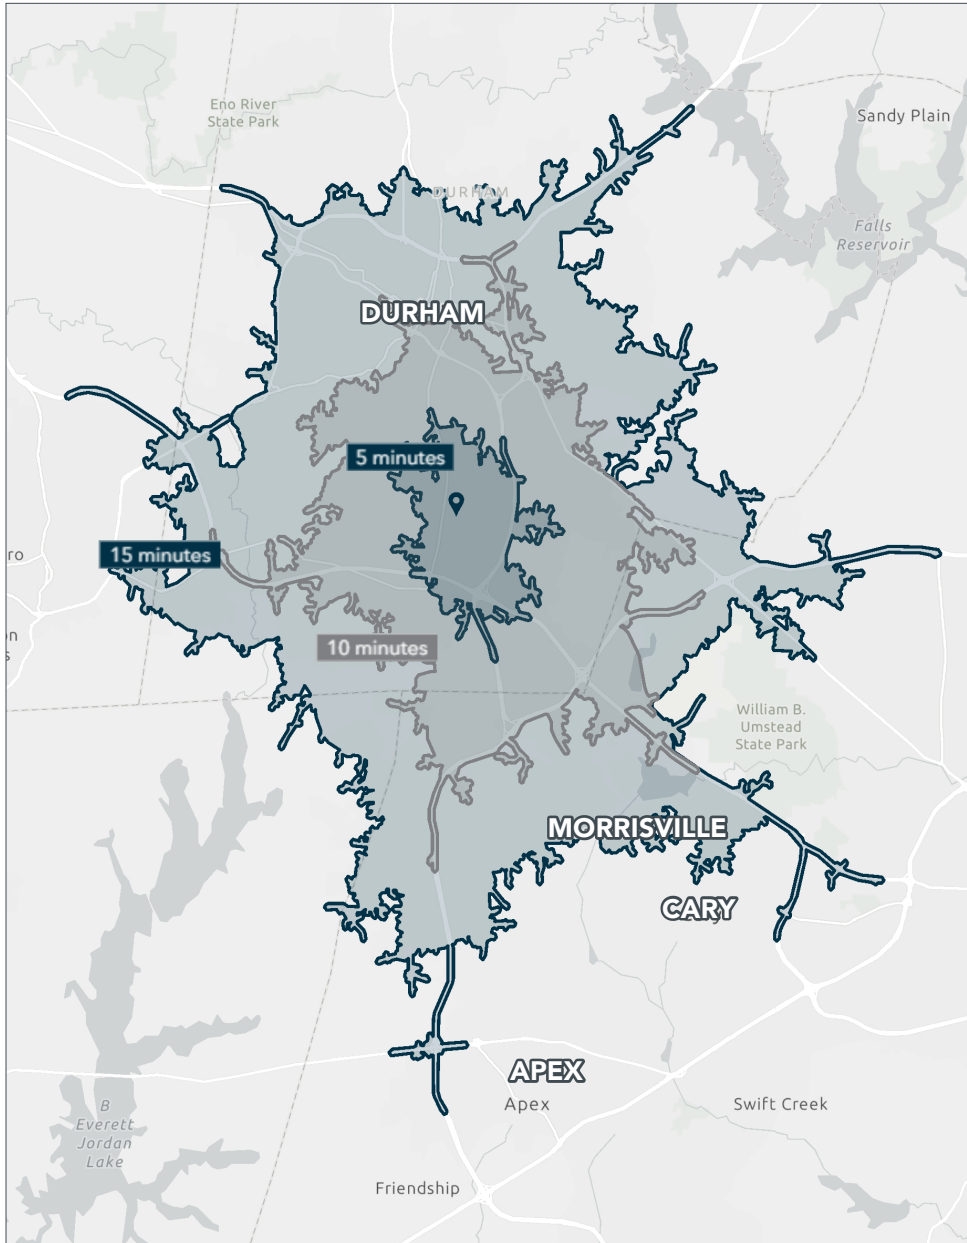 Eno River
State Park
Sandy Plain
DURHAM
Falls
Reservoir
DURHAM
5 minutes
15 minutes
ro
10 minutes
n
s
William B.
Umstead
State Park
MORRISVILLE
CARY
APEX
B
Everett
Jordan
Lake
Apex
Swift Creek
Friendship